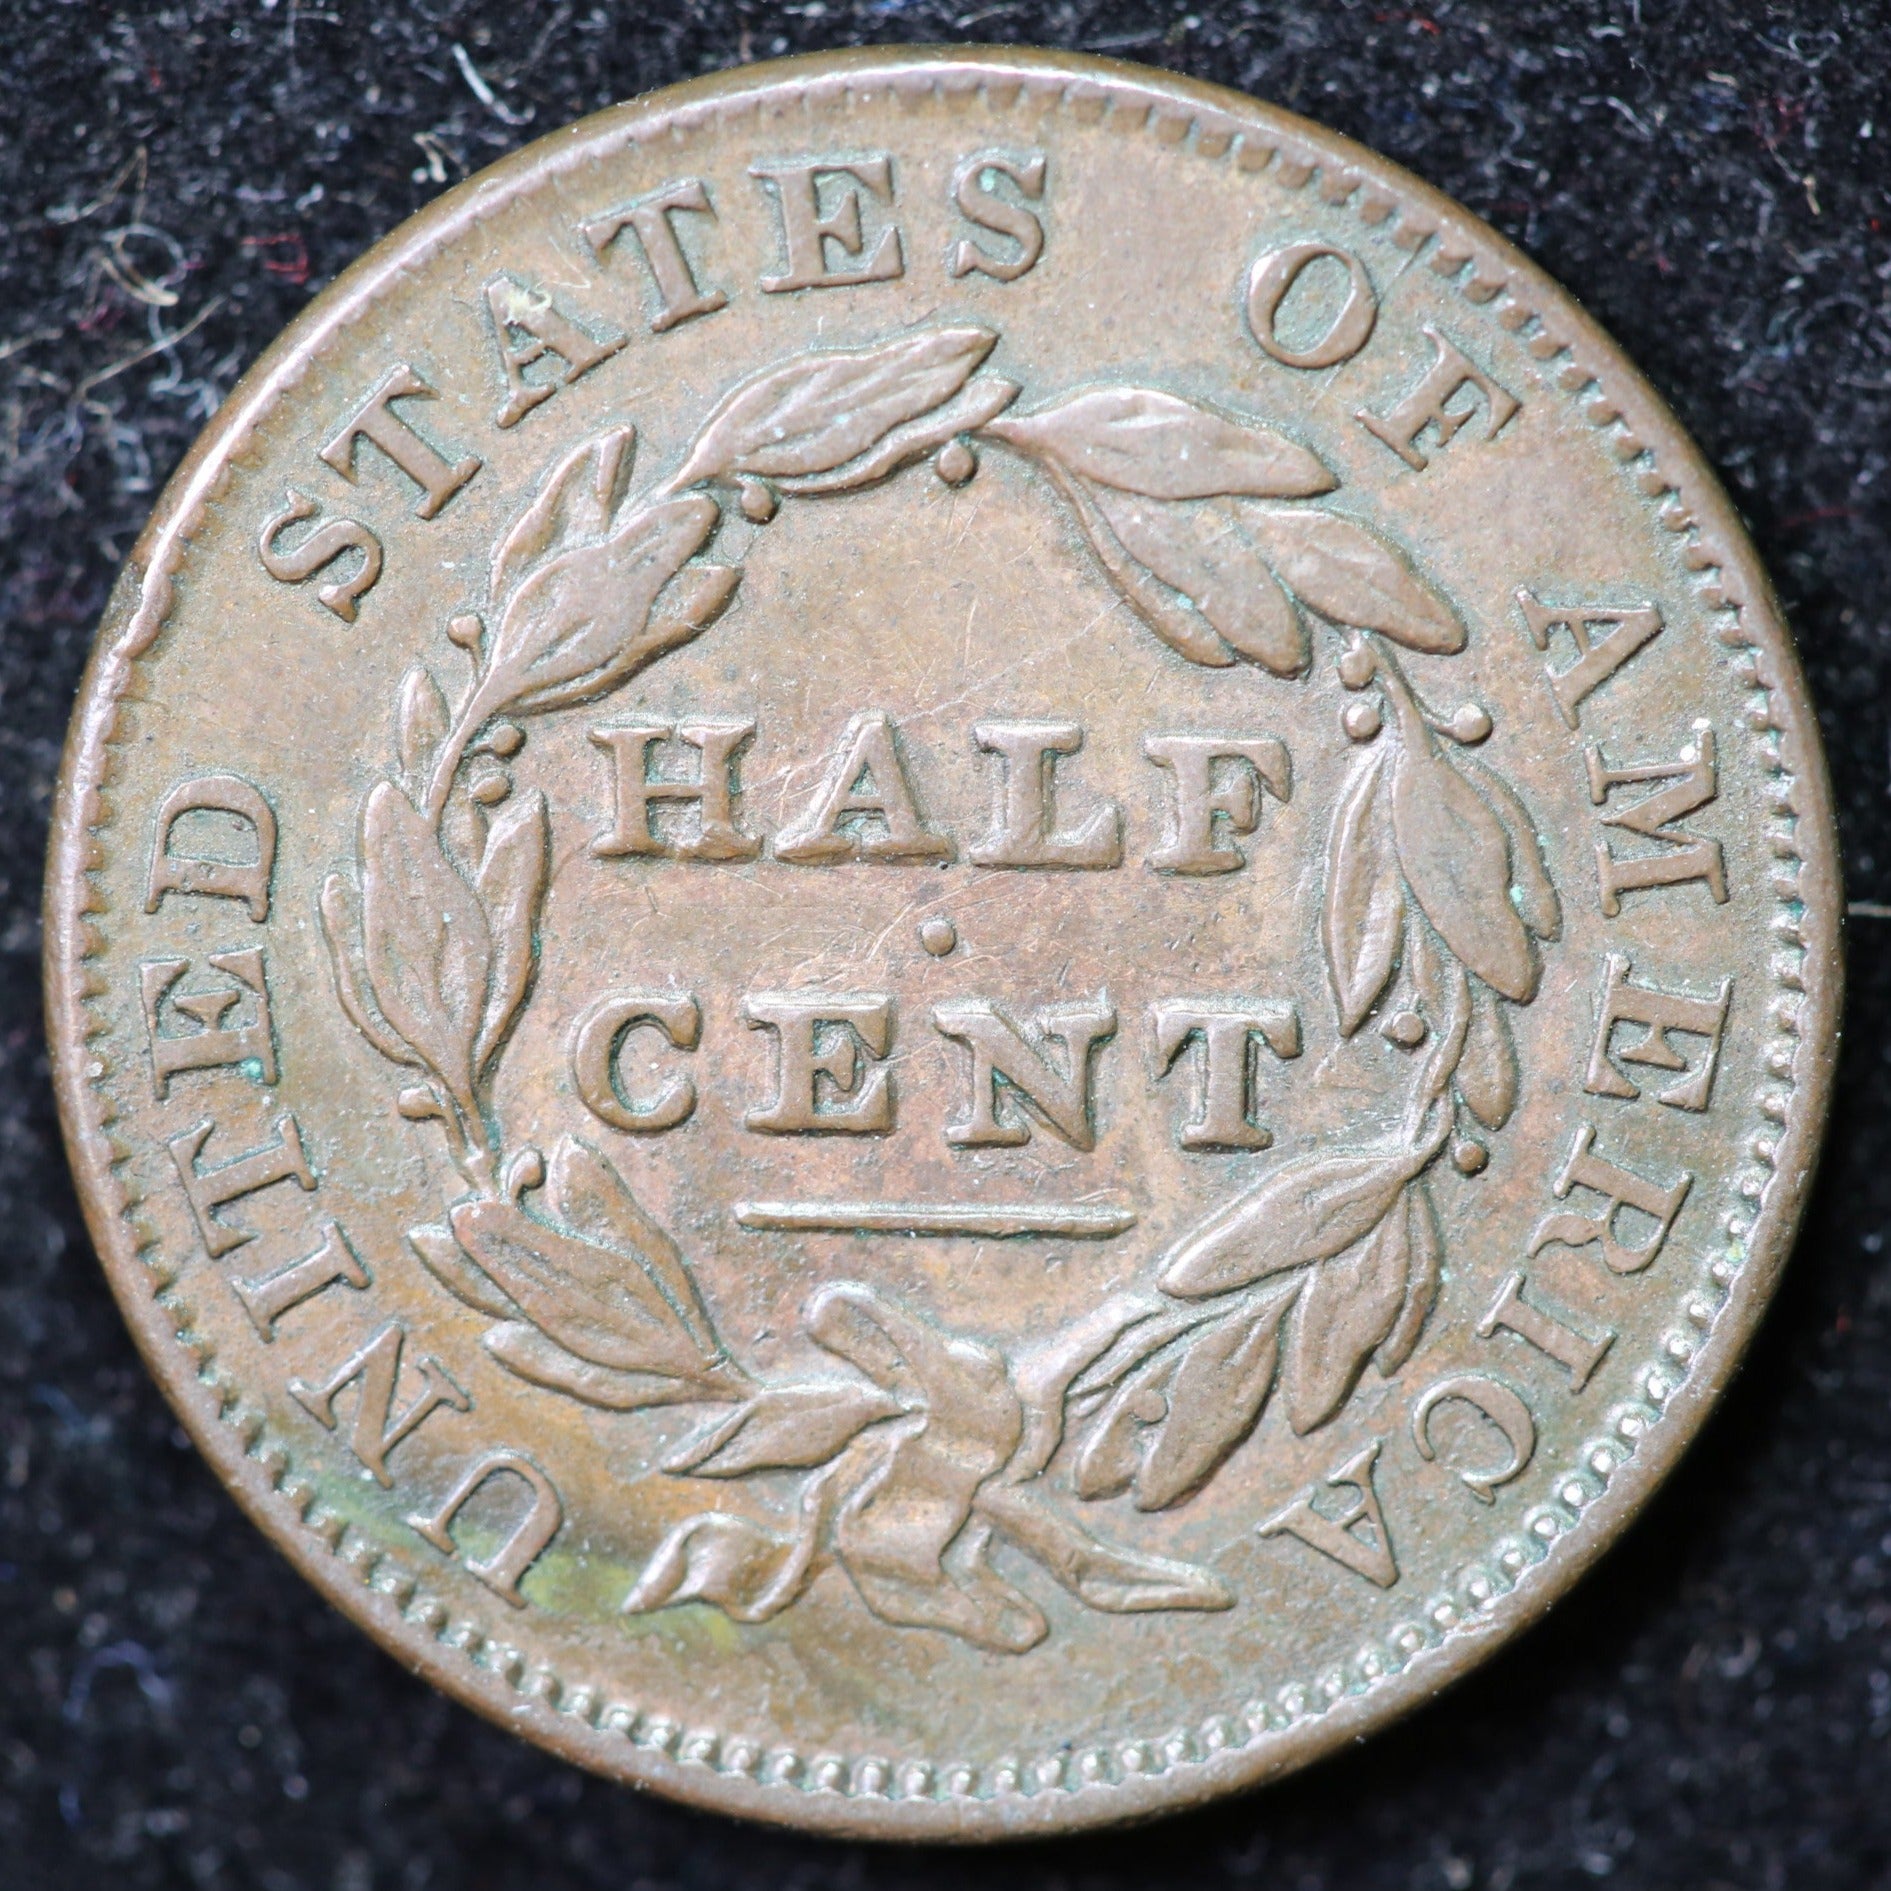 UNITED STATES OF AMERICA
HALF
CENT